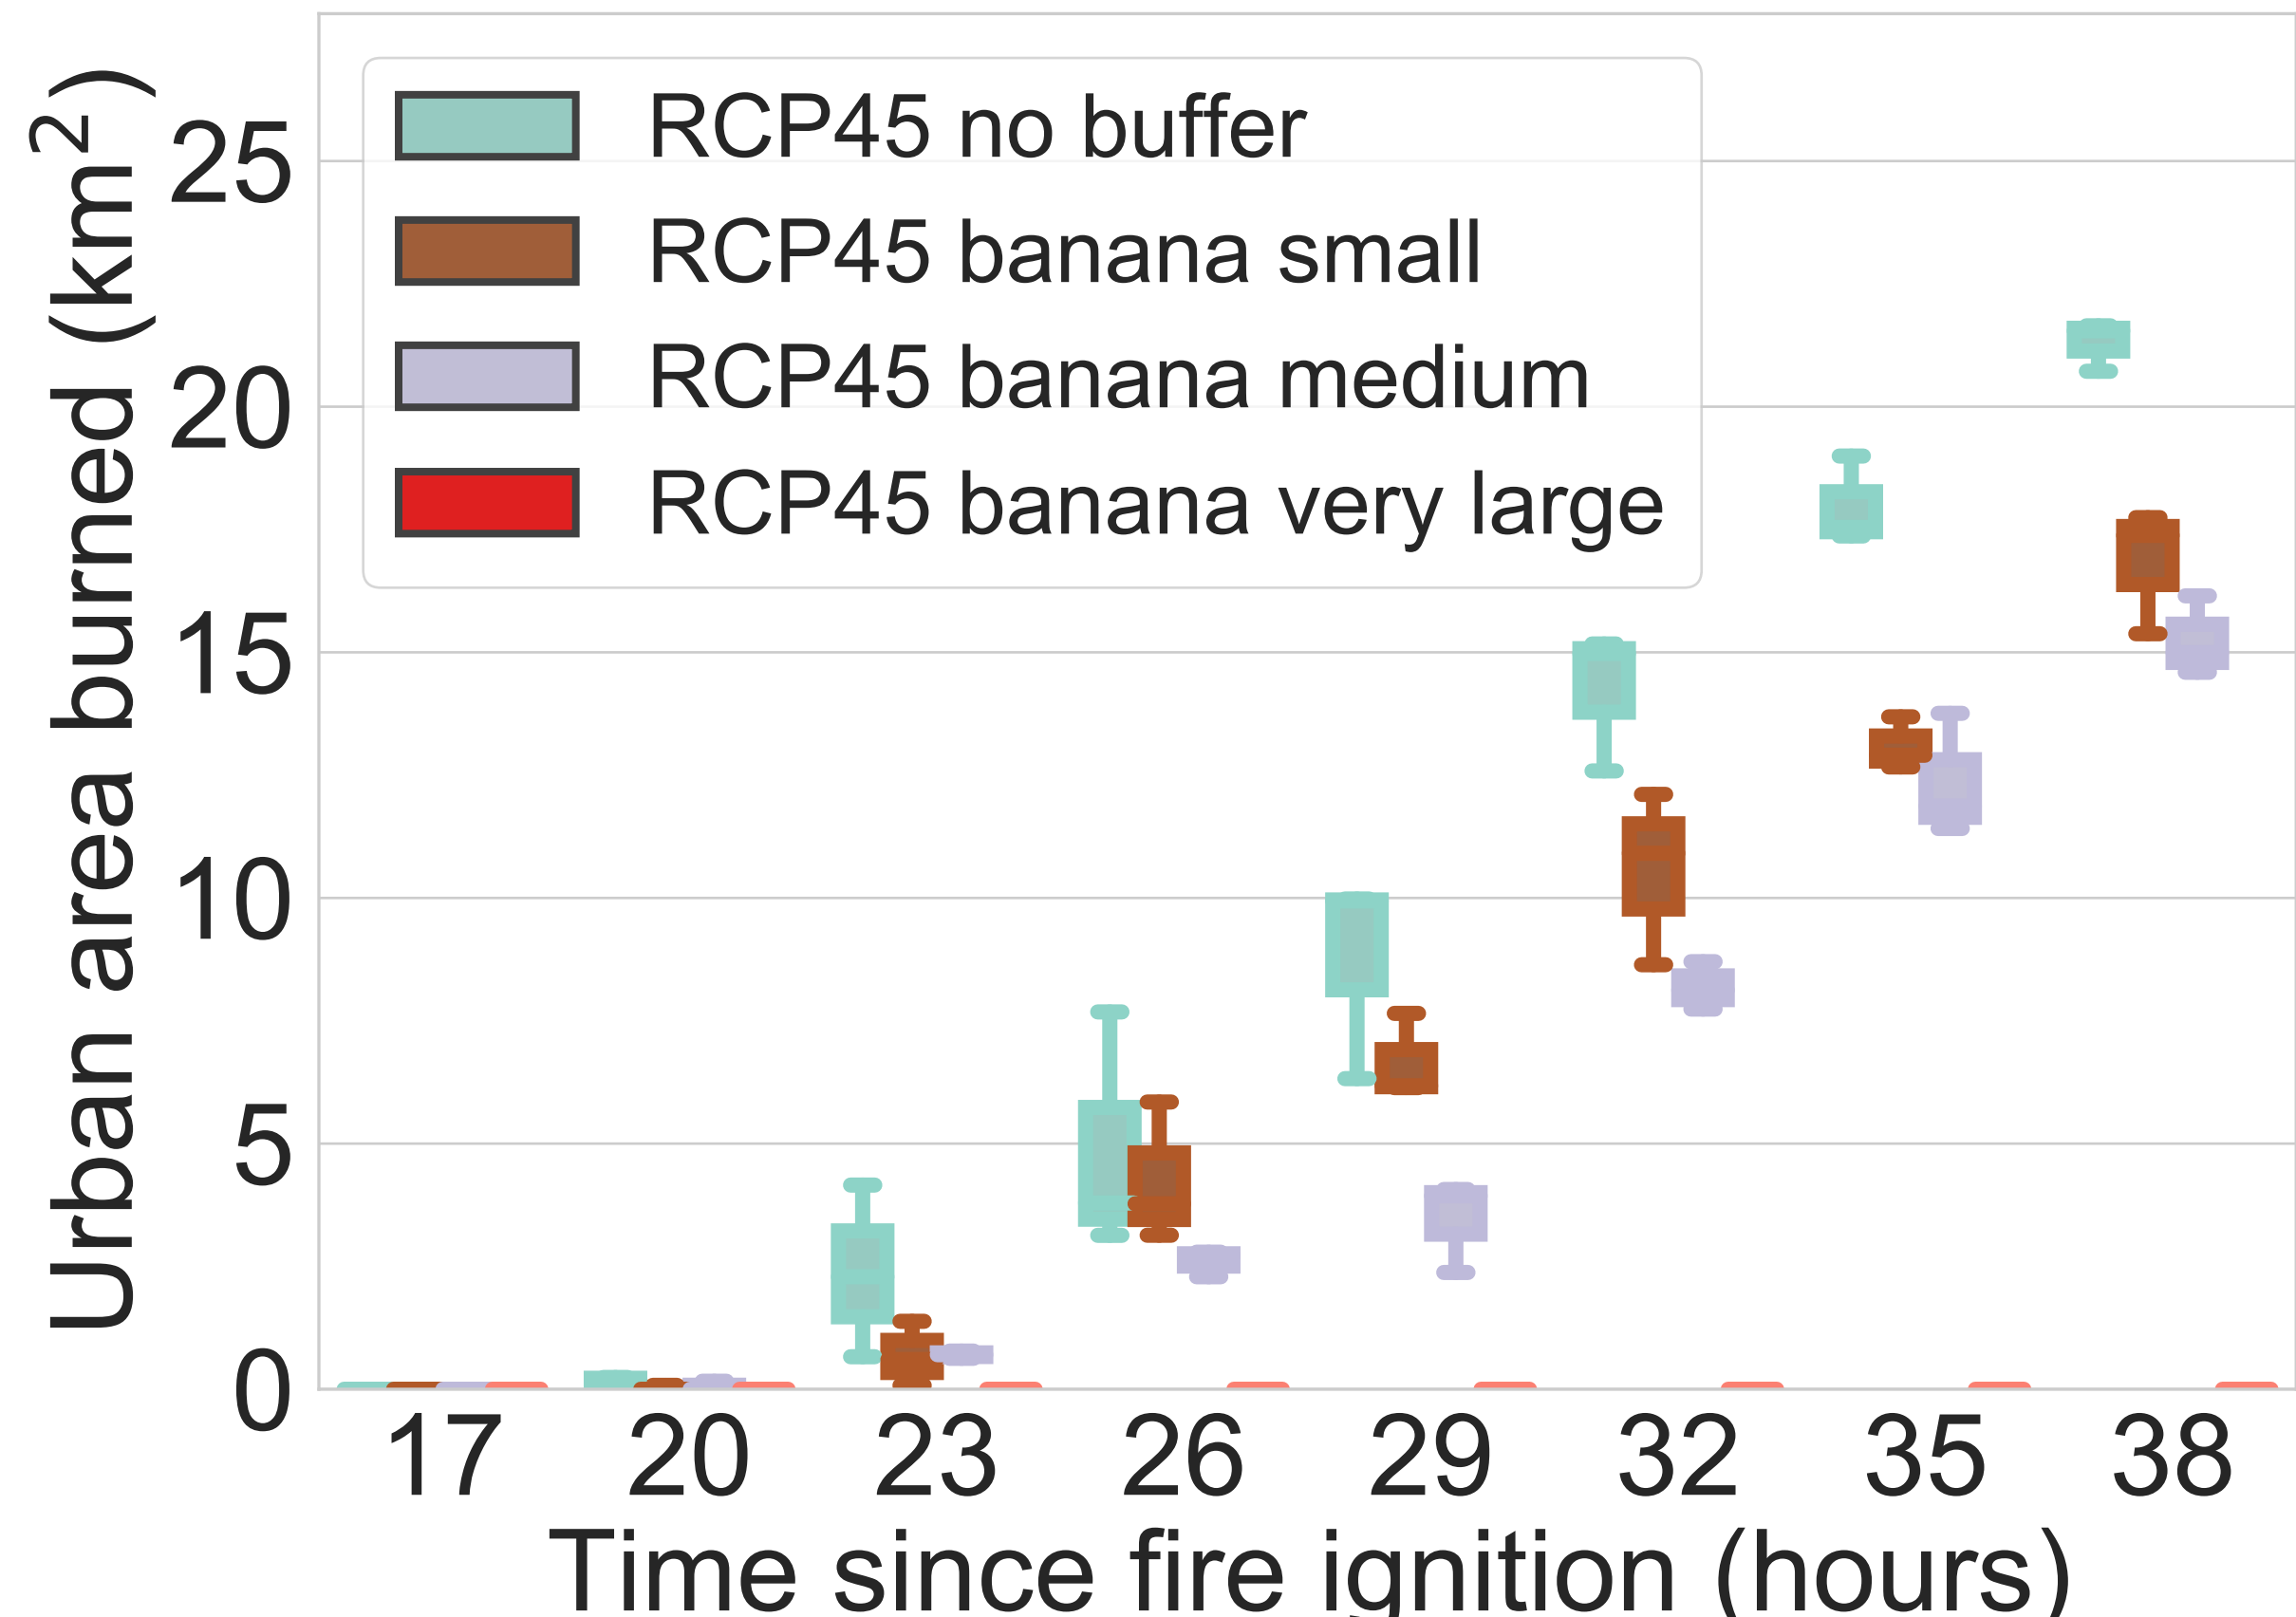 Urban area burned (km²)
25
20
15
10
5
0
RCP45 no buffer
RCP45 banana small
RCP45 banana medium
RCP45 banana very large
17 20 23 26 29 32 35 38
Time since fire ignition (hours)